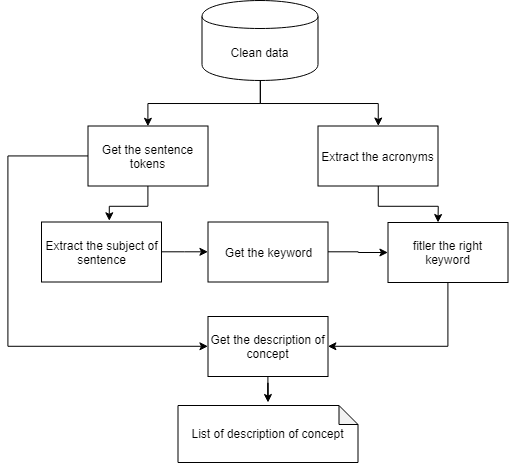 Clean data
Get the sentence
tokens
Extract the acronyms
Extract the subject of
sentence
Get the keyword
fitler the right
keyword
Get the description of
concept
List of description of concept